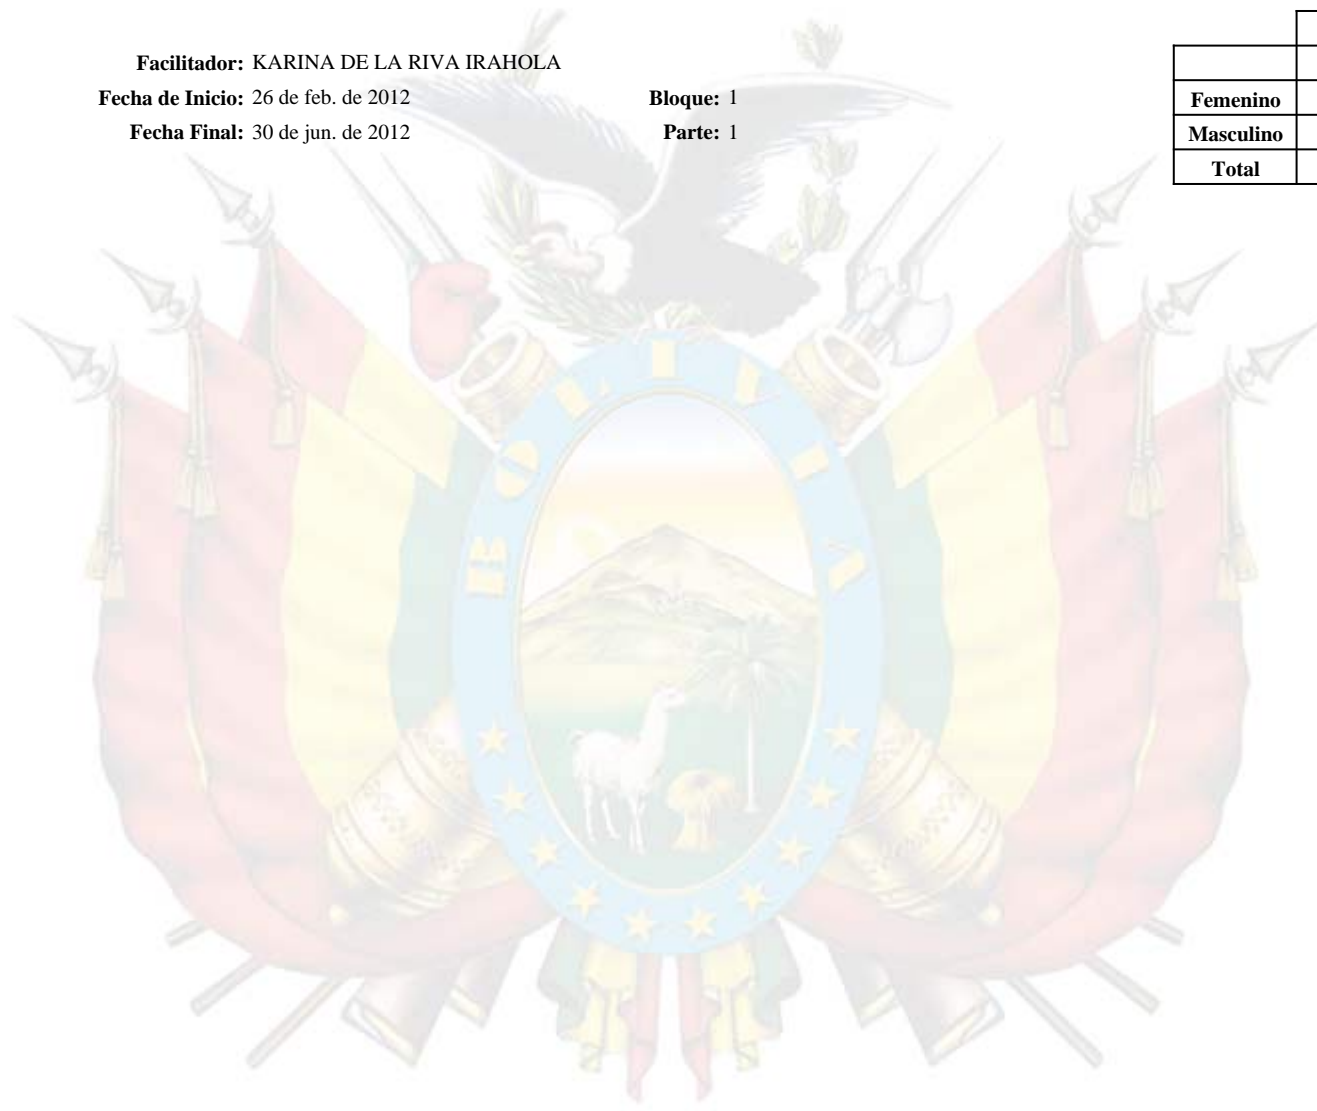 Facilitador: KARINA DE LA RIVA IRAHOLA
Fecha de Inicio: 26 de feb. de 2012
Bloque: 1
Fecha Final: 30 de jun. de 2012
Parte: 1
Femenino
Masculino
Total
BOLIVIA